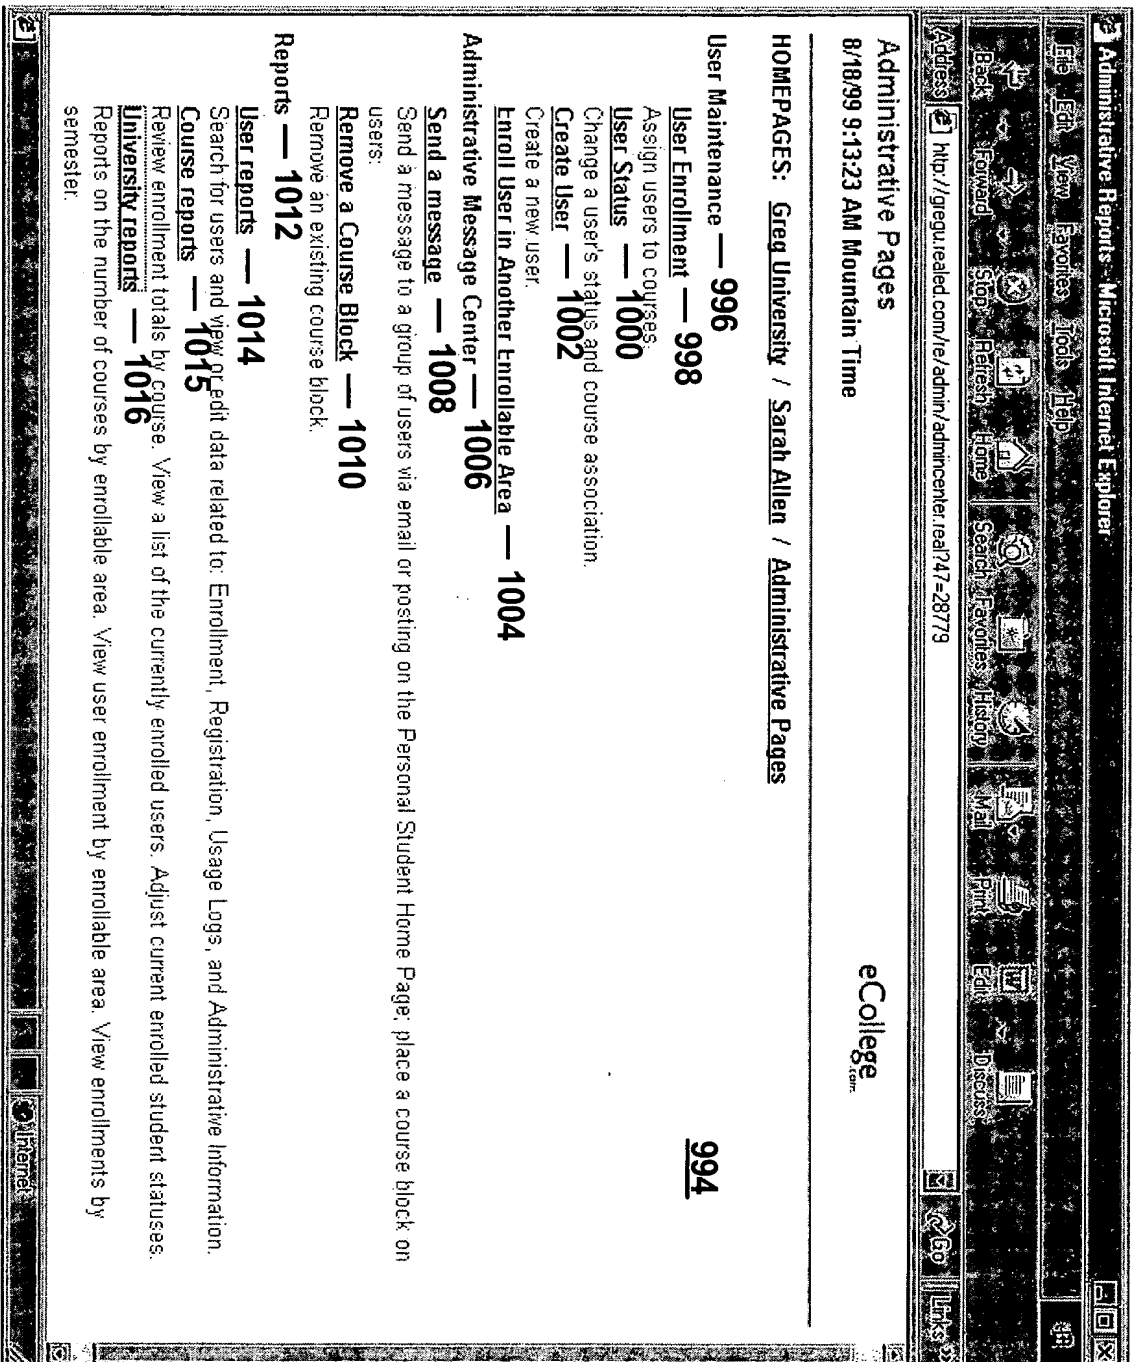 Administrative Reports - Microsoft Internet Explorer
File Edit View Favorites Tools Help
Back Forward Stop Refresh Home Search Favorites History Mail Print Edit Discuss
Address http://gregu.realed.com/re/admin/admincenter.real?47=28779 Go Links »
Administrative Pages
8/18/99 9:13:23 AM Mountain Time
eCollege.com
HOMEPAGES: Greg University / Sarah Allen / Administrative Pages
994
User Maintenance — 996
User Enrollment — 998
Assign users to courses.
User Status — 1000
Change a user's status and course association.
Create User — 1002
Create a new user.
Enroll User in Another Enrollable Area — 1004
Administrative Message Center — 1006
Send a message — 1008
Send a message to a group of users via email or posting on the Personal Student Home Page; place a course block on
users:
Remove a Course Block — 1010
Remove an existing course block.
Reports — 1012
User reports — 1014
Search for users and view or edit data related to: Enrollment, Registration, Usage Logs, and Administrative Information.
Course reports — 1015
Review enrollment totals by course. View a list of the currently enrolled users. Adjust current enrolled student statuses.
University reports — 1016
Reports on the number of courses by enrollable area. View user enrollment by enrollable area. View enrollments by
semester.
Internet